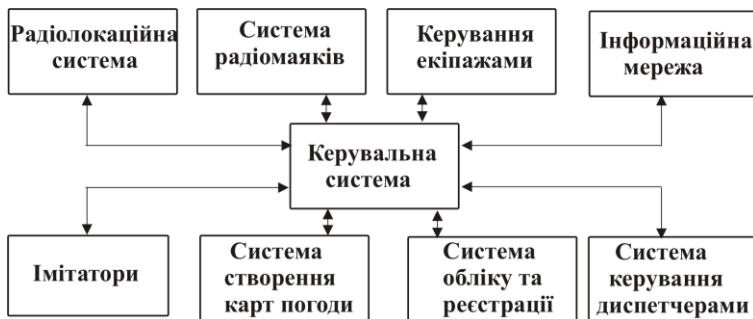 Радіолокаційна
система
Система
радіомаяків
Керування
екіпажами
Інформаційна
мережа
Керувальна
система
Імітатори
Система
створення
карт погоди
Система
обліку та
реєстрації
Система
керування
диспетчерами